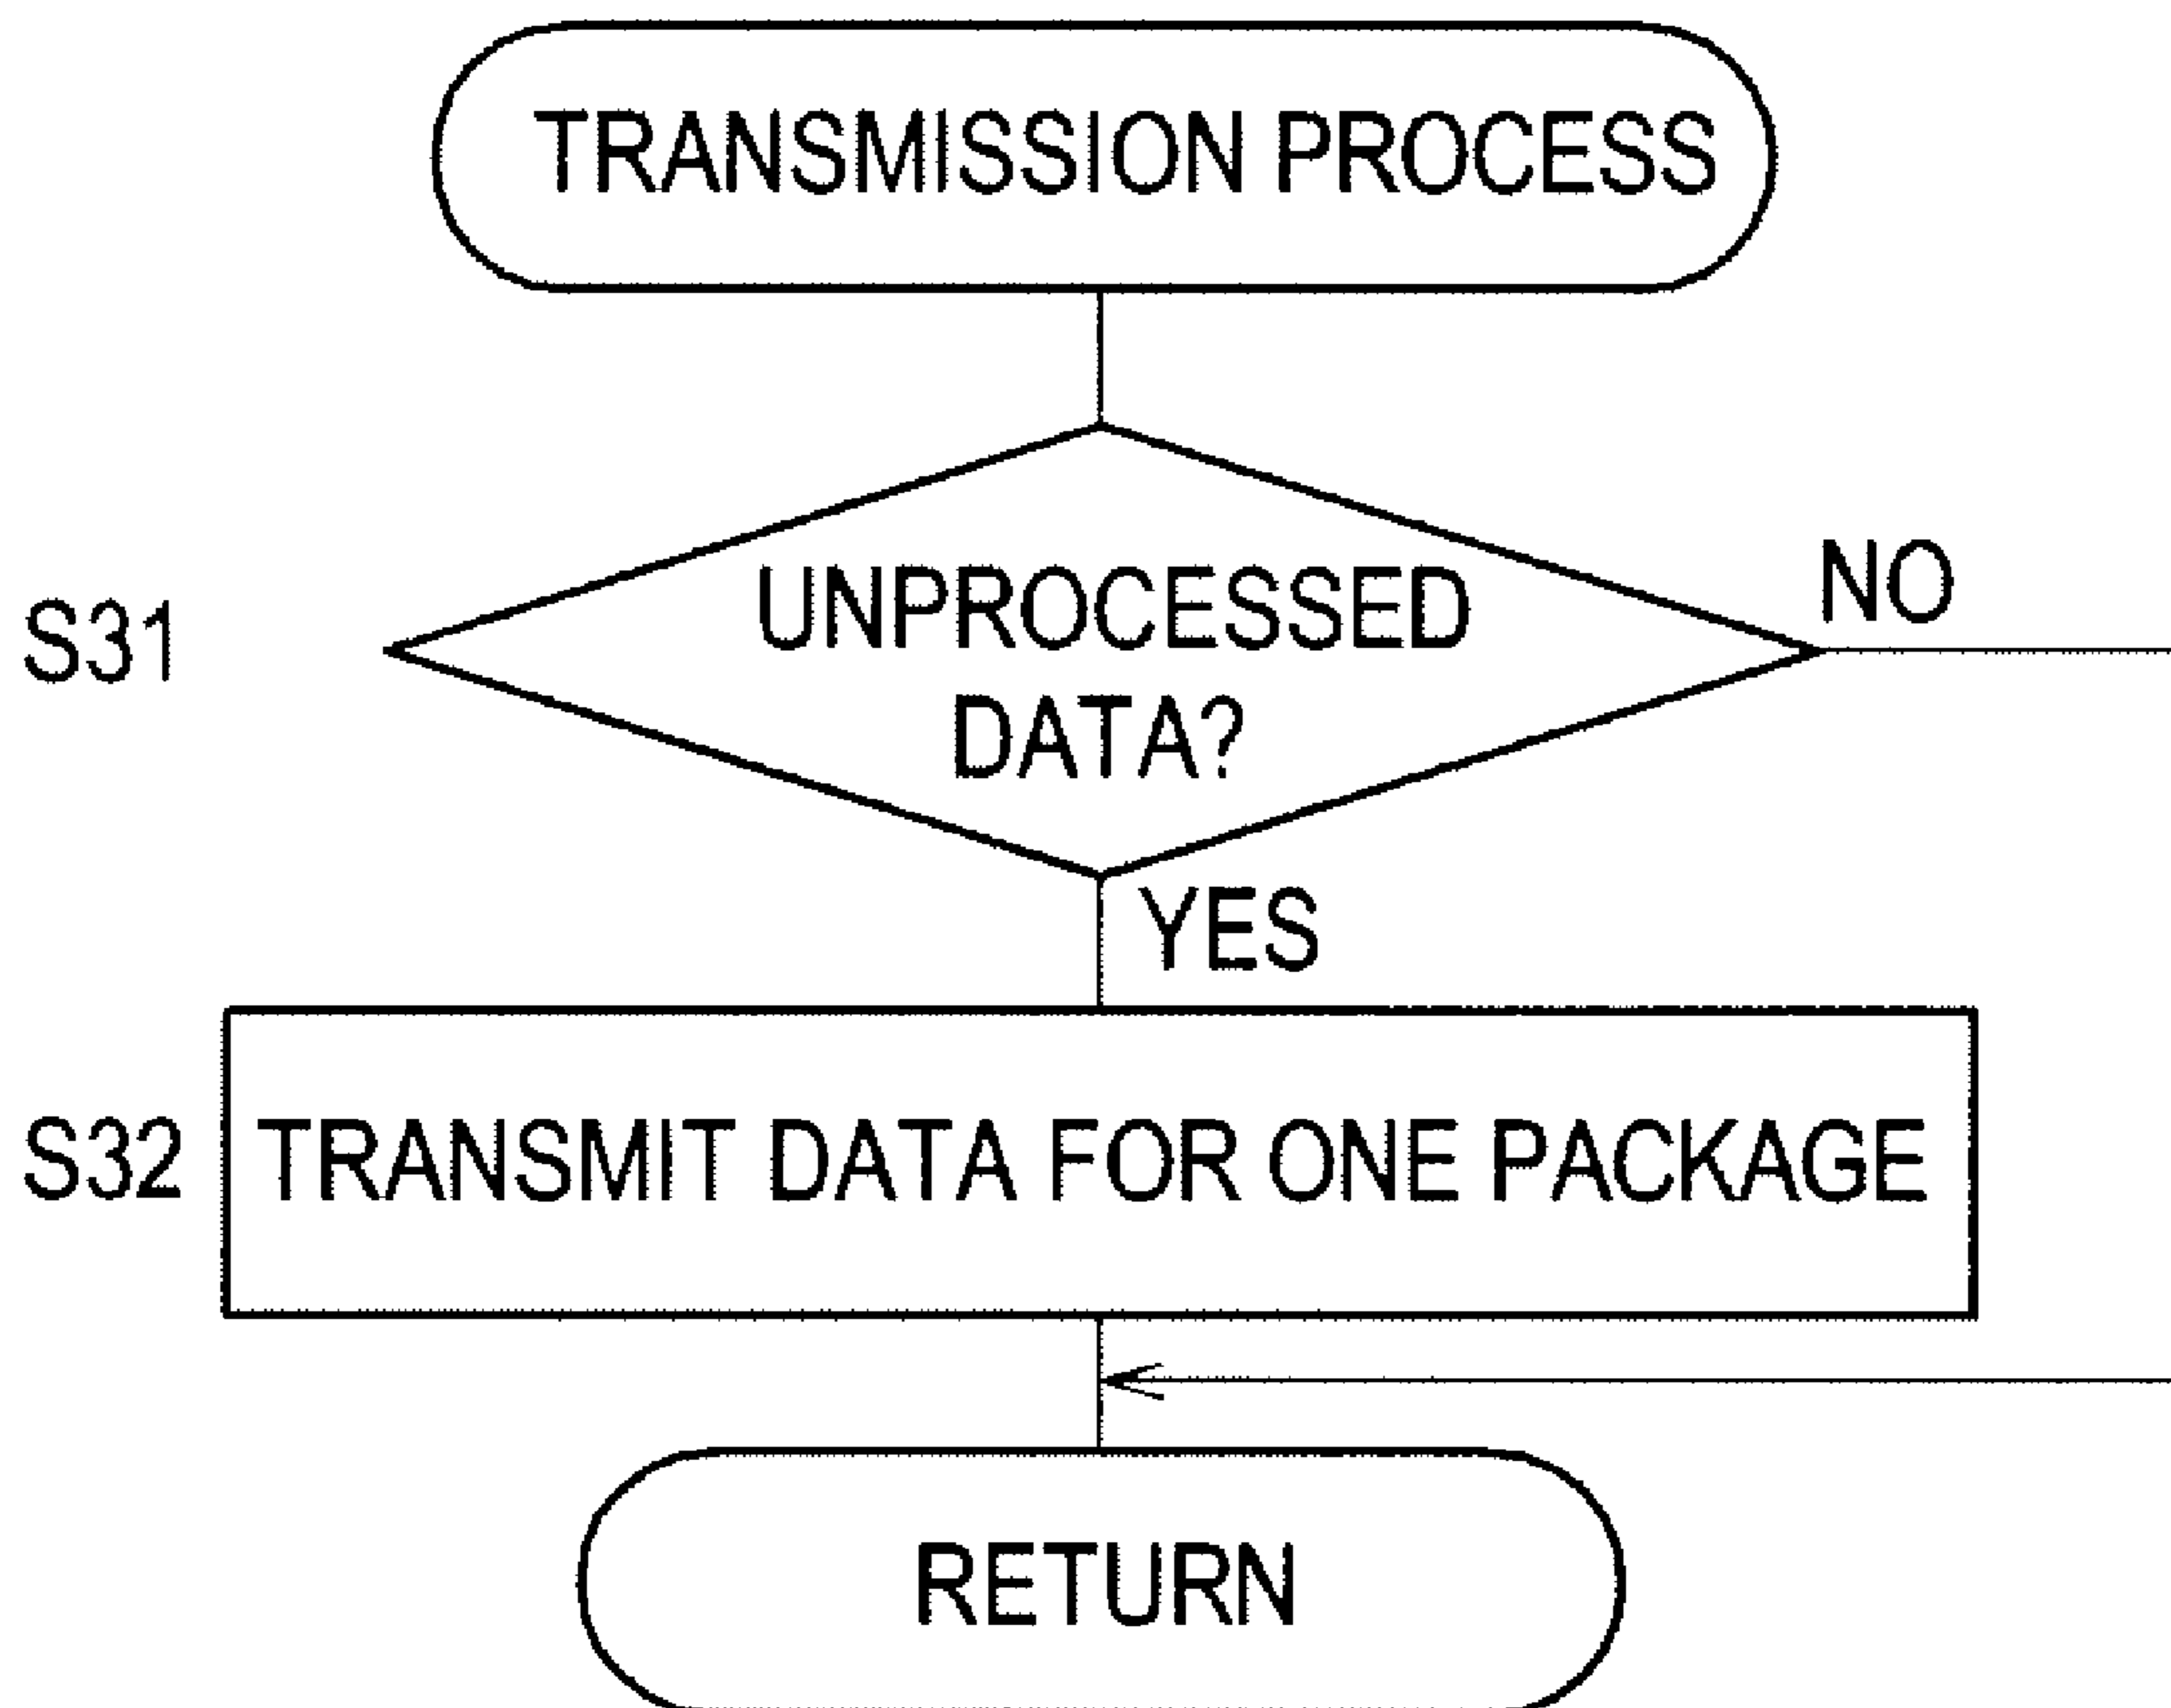 TRANSMISSION PROCESS
S31
UNPROCESSED
DATA?
NO
YES
S32
TRANSMIT DATA FOR ONE PACKAGE
RETURN